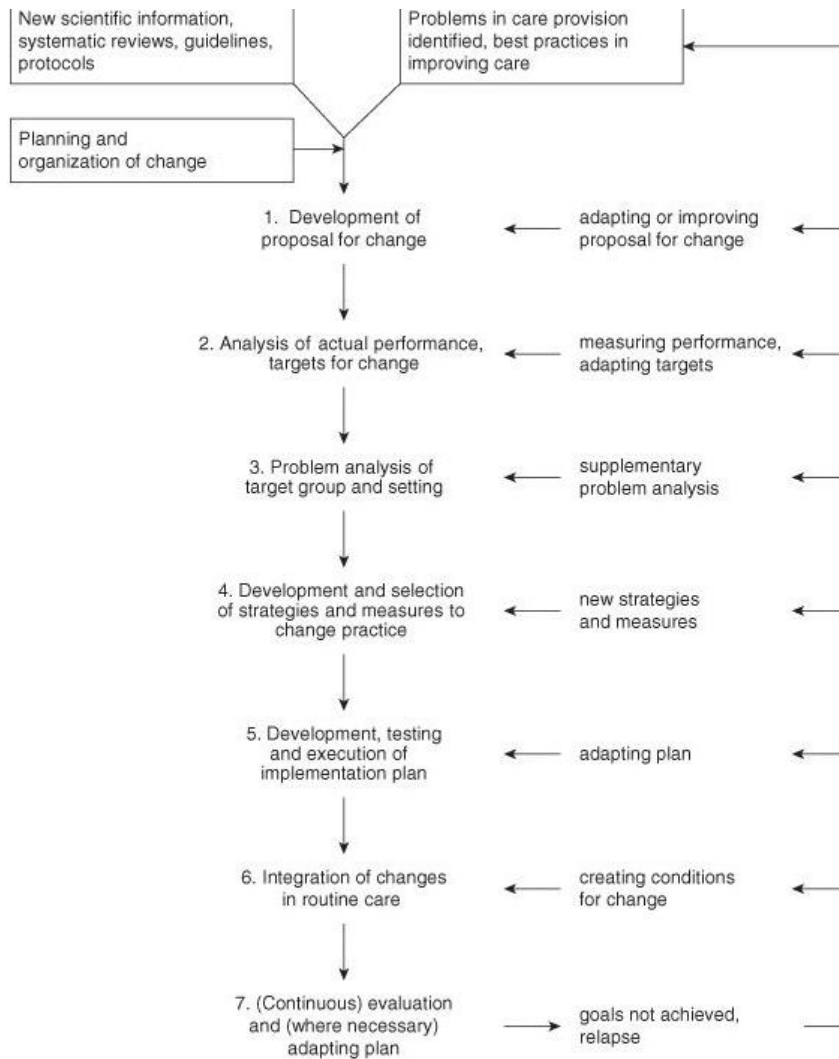 New scientific information,
systematic reviews, guidelines,
protocols
Problems in care provision
identified, best practices in
improving care
Planning and
organization of change
1. Development of
proposal for change
adapting or improving
proposal for change
2. Analysis of actual performance,
targets for change
measuring performance,
adapting targets
3. Problem analysis of
target group and setting
supplementary
problem analysis
4. Development and selection
of strategies and measures to
change practice
new strategies
and measures
5. Development, testing
and execution of
implementation plan
adapting plan
6. Integration of changes
in routine care
creating conditions
for change
7. (Continuous) evaluation
and (where necessary)
adapting plan
goals not achieved,
relapse